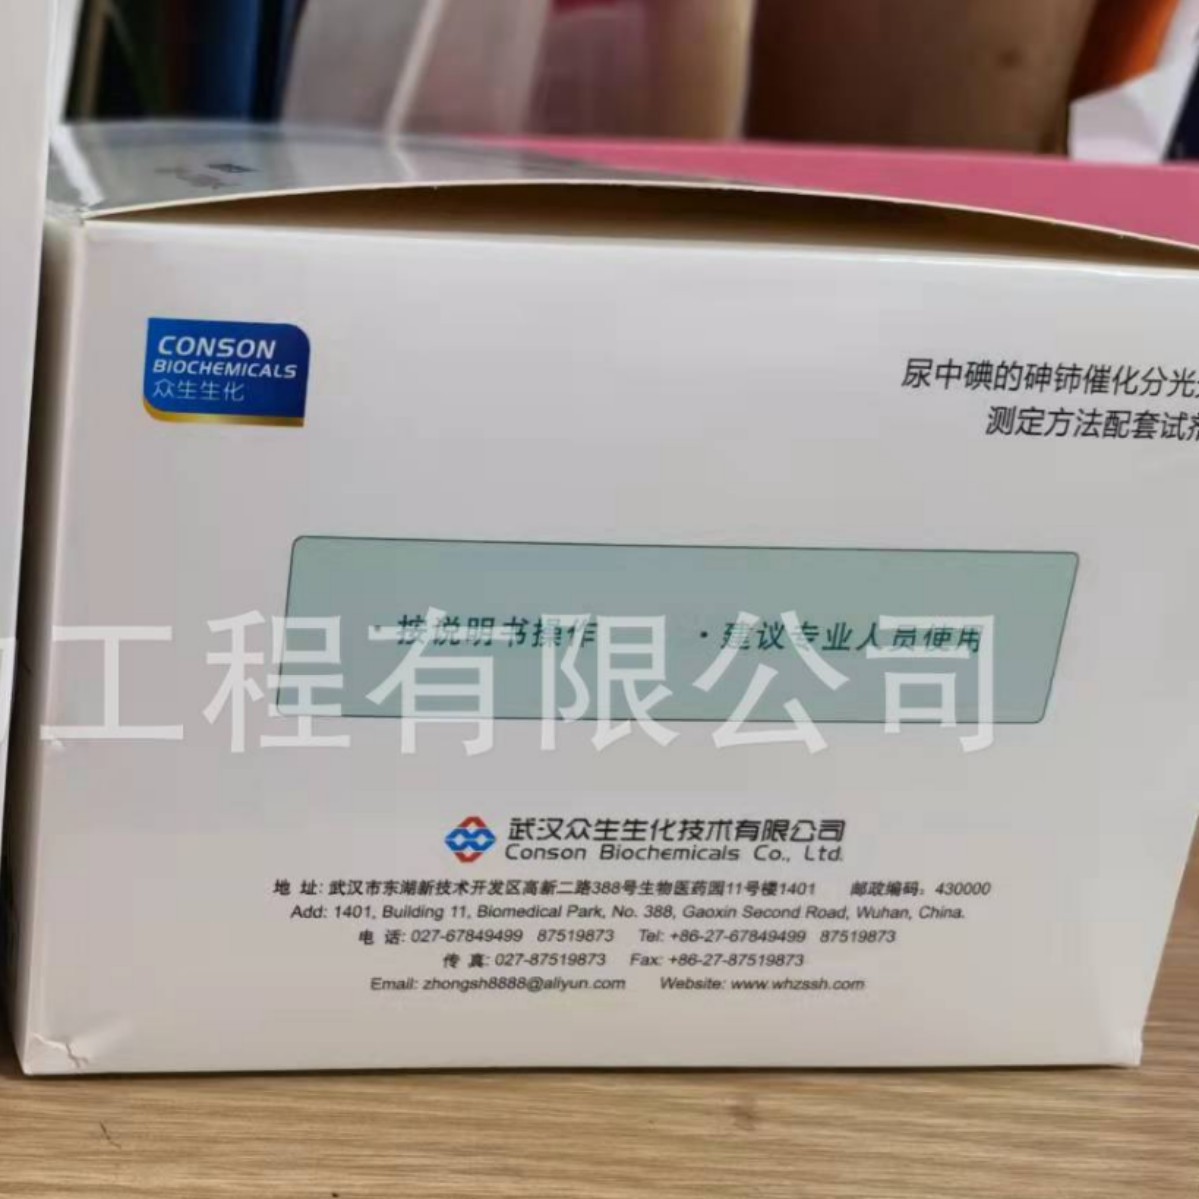 CONSON
BIOCHEMICALS
众生生化
尿中碘的砷铈催化分光
测定方法配套试剂
·按说明书操作 ·建议专业人员使用
工程有限公司
武汉众生生化技术有限公司
Conson Biochemicals Co., Ltd.
地 址: 武汉市东湖新技术开发区高新二路388号生物医药园11号楼1401 邮政编码: 430000
Add: 1401, Building 11, Biomedical Park, No. 388, Gaoxin Second Road, Wuhan, China.
电 话: 027-67849499 87519873 Tel: +86-27-67849499 87519873
传 真: 027-87519873 Fax: +86-27-87519873
Email: zhongsh8888@aliyun.com Website: www.whzssh.com